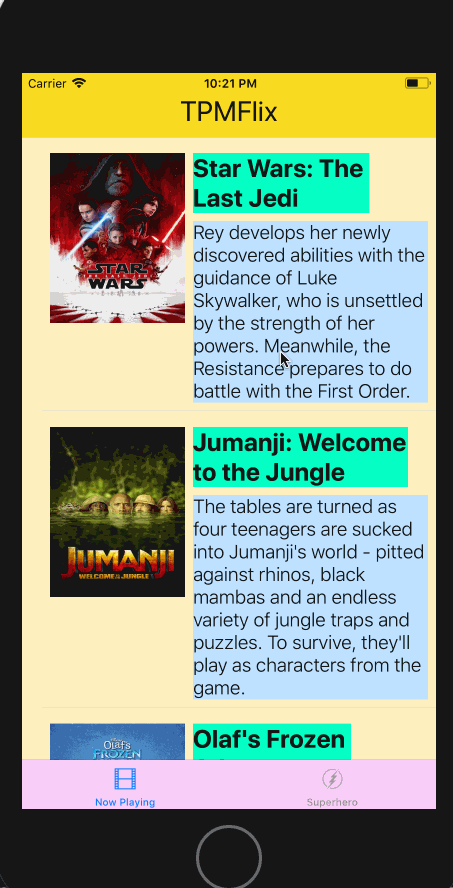 Carrier 10:21 PM
TPMFlix
Star Wars: The
Last Jedi
Rey develops her newly
discovered abilities with the
guidance of Luke
Skywalker, who is unsettled
by the strength of her
powers. Meanwhile, the
Resistance prepares to do
battle with the First Order.
STAR
WARS
Jumanji: Welcome
to the Jungle
The tables are turned as
four teenagers are sucked
into Jumanji's world - pitted
against rhinos, black
mambas and an endless
variety of jungle traps and
puzzles. To survive, they'll
play as characters from the
game.
JUMANJI
WELCOME TO THE JUNGLE
Olaf's Frozen
Olaf's
FROZEN
Now Playing
Superhero